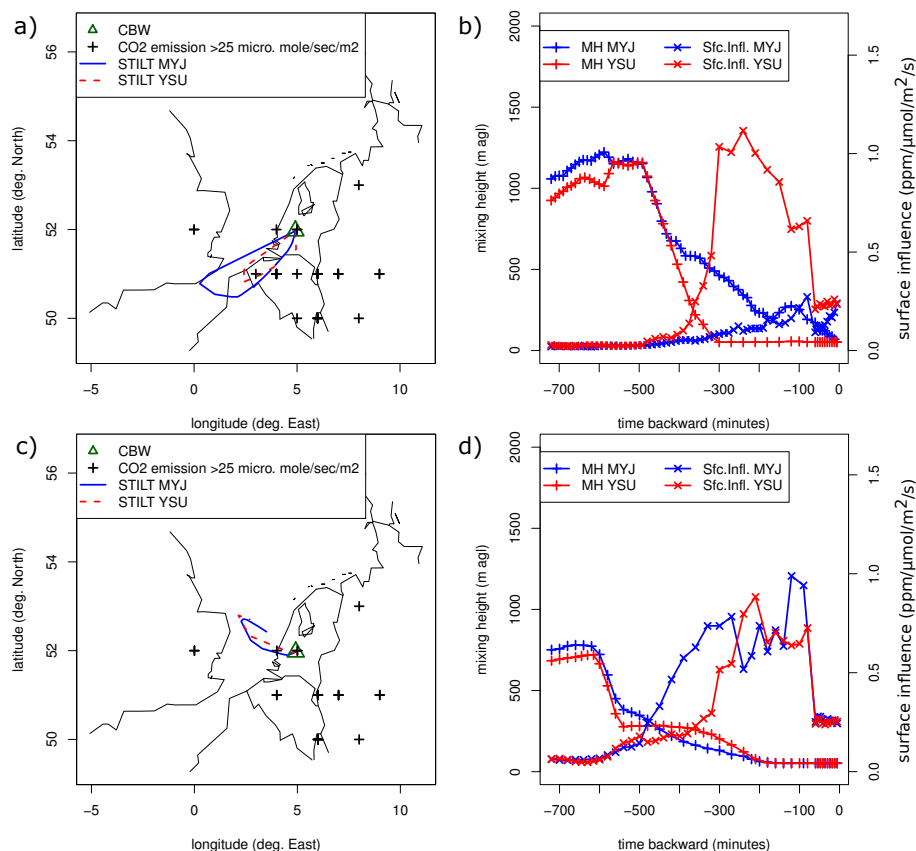 a)
CBW
CO2 emission >25 micro. mole/sec/m2
STILT MYJ
STILT YSU
latitude (deg. North)
56
54
52
50
−5
0
5
10
longitude (deg. East)
b)
MH MYJ
MH YSU
Sfc.Infl. MYJ
Sfc.Infl. YSU
mixing height (m agl)
2000
1500
1000
500
0
surface influence (ppm/μmol/m2/s)
1.5
1.0
0.5
0.0
−700
−500
−300
−100
0
time backward (minutes)
c)
CBW
CO2 emission >25 micro. mole/sec/m2
STILT MYJ
STILT YSU
latitude (deg. North)
56
54
52
50
−5
0
5
10
longitude (deg. East)
d)
MH MYJ
MH YSU
Sfc.Infl. MYJ
Sfc.Infl. YSU
mixing height (m agl)
2000
1500
1000
500
0
surface influence (ppm/μmol/m2/s)
1.5
1.0
0.5
0.0
−700
−500
−300
−100
0
time backward (minutes)